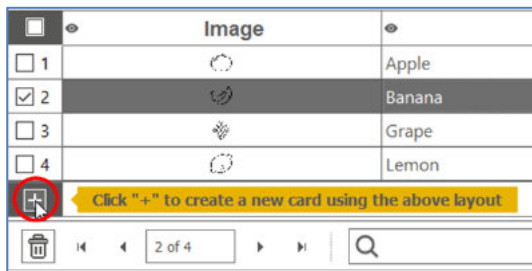 Image
1 Apple
2 Banana
3 Grape
4 Lemon
Click "+" to create a new card using the above layout
2 of 4